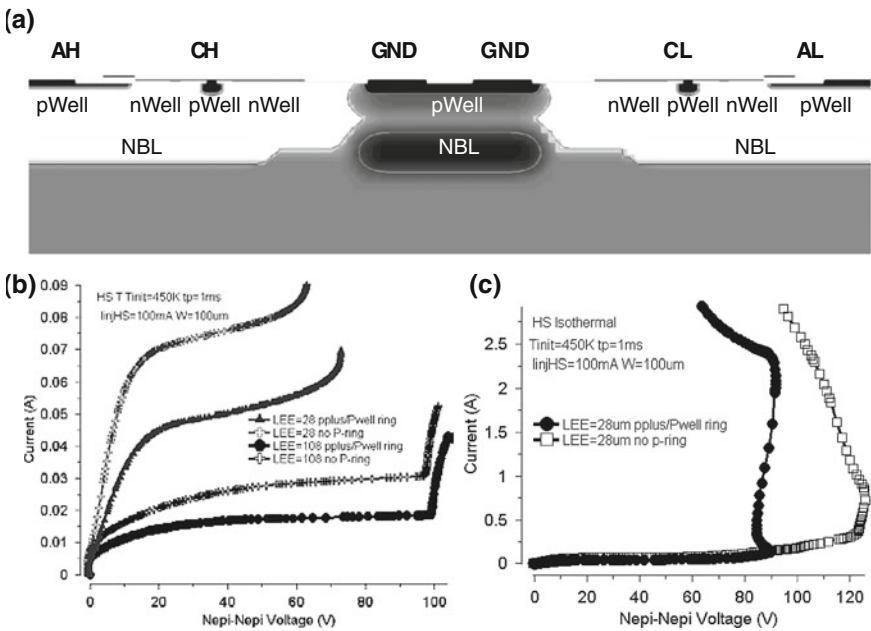 (a)
AH CH GND GND CL AL
pWell nWell pWell nWell pWell nWell pWell nWell pWell
NBL NBL NBL
(b)
0.09
0.08
0.07
0.06
0.05
0.04
0.03
0.02
0.01
0
Current (A)
HS T Tinit=450K tp=1ms
IinjHS=100mA W=100um
LEE=28 pplus/Pwell ring
LEE=28 no P-ring
LEE=108 pplus/Pwell ring
LEE=108 no P-ring
0 20 40 60 80 100
Nepi-Nepi Voltage (V)
(c)
2.5
2
1.5
1
0.5
0
Current (A)
HS Isothermal
Tinit=450K tp=1ms
IinjHS=100mA W=100um
LEE=28um pplus/Pwell ring
LEE=28um no p-ring
0 20 40 60 80 100 120
Nepi-Nepi Voltage (V)